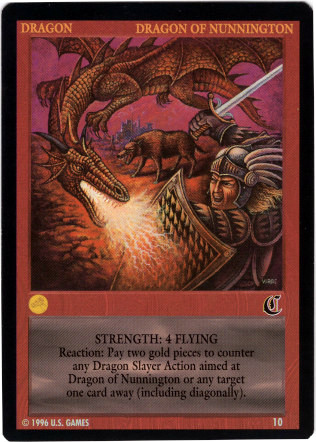 DRAGON DRAGON OF NUNNINGTON
STRENGTH: 4 FLYING
Reaction: Pay two gold pieces to counter
any Dragon Slayer Action aimed at
Dragon of Nunnington or any target
one card away (including diagonally).
© 1996 U.S. GAMES 10